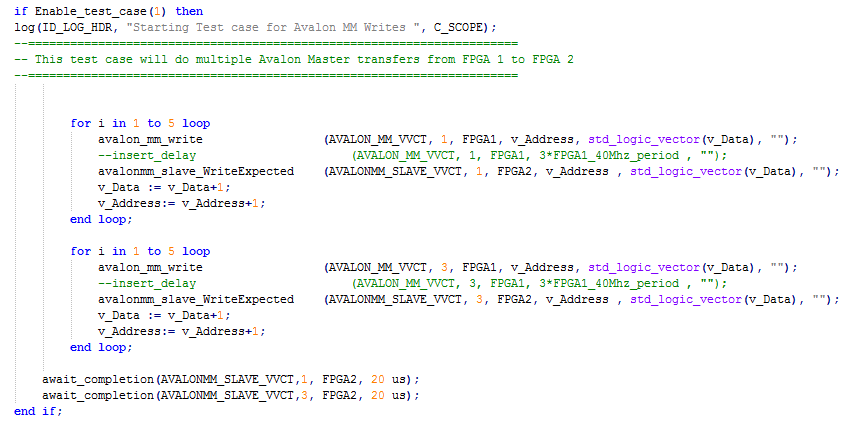 if Enable_test_case(1) then
log(ID_LOG_HDR, "Starting Test case for Avalon MM Writes ", C_SCOPE);
--======================================================================
-- This test case will do multiple Avalon Master transfers from FPGA 1 to FPGA 2
--======================================================================
for i in 1 to 5 loop
avalon_mm_write (AVALON_MM_VVCT, 1, FPGA1, v_Address, std_logic_vector(v_Data), "");
--insert_delay (AVALON_MM_VVCT, 1, FPGA1, 3*FPGA1_40Mhz_period , "");
avalonmm_slave_WriteExpected (AVALONMM_SLAVE_VVCT, 1, FPGA2, v_Address , std_logic_vector(v_Data), "");
v_Data := v_Data+1;
v_Address:= v_Address+1;
end loop;
for i in 1 to 5 loop
avalon_mm_write (AVALON_MM_VVCT, 3, FPGA1, v_Address, std_logic_vector(v_Data), "");
--insert_delay (AVALON_MM_VVCT, 3, FPGA1, 3*FPGA1_40Mhz_period , "");
avalonmm_slave_WriteExpected (AVALONMM_SLAVE_VVCT, 3, FPGA2, v_Address , std_logic_vector(v_Data), "");
v_Data := v_Data+1;
v_Address:= v_Address+1;
end loop;
await_completion(AVALONMM_SLAVE_VVCT,1, FPGA2, 20 us);
await_completion(AVALONMM_SLAVE_VVCT,3, FPGA2, 20 us);
end if;